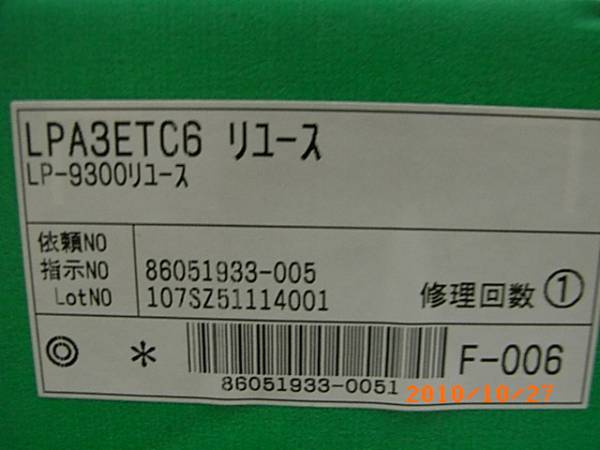 LPA3ETC6 リユース
LP-9300リユース
依頼NO
指示NO 86051933-005
LotNO 107SZ51114001
修理回数 ①
◎ * F-006
86051933-0051
2010/10/27